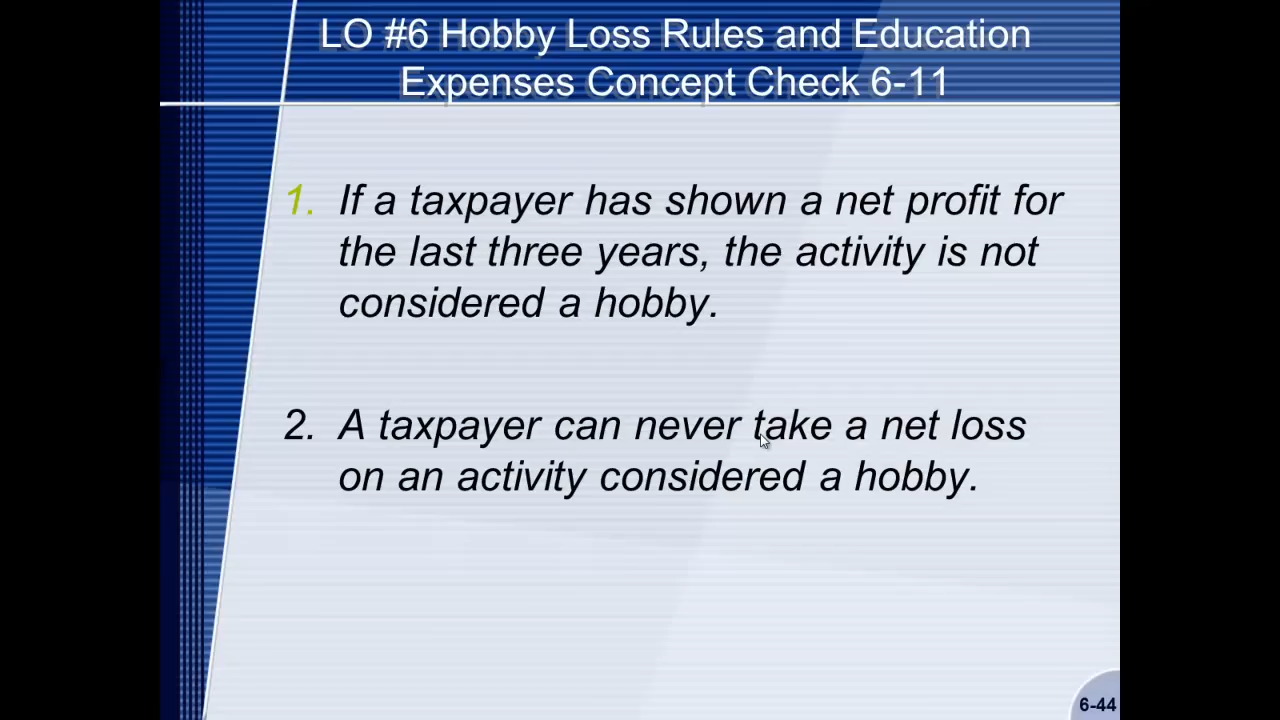 LO #6 Hobby Loss Rules and Education
Expenses Concept Check 6-11
1. If a taxpayer has shown a net profit for
the last three years, the activity is not
considered a hobby.
2. A taxpayer can never take a net loss
on an activity considered a hobby.
6-44